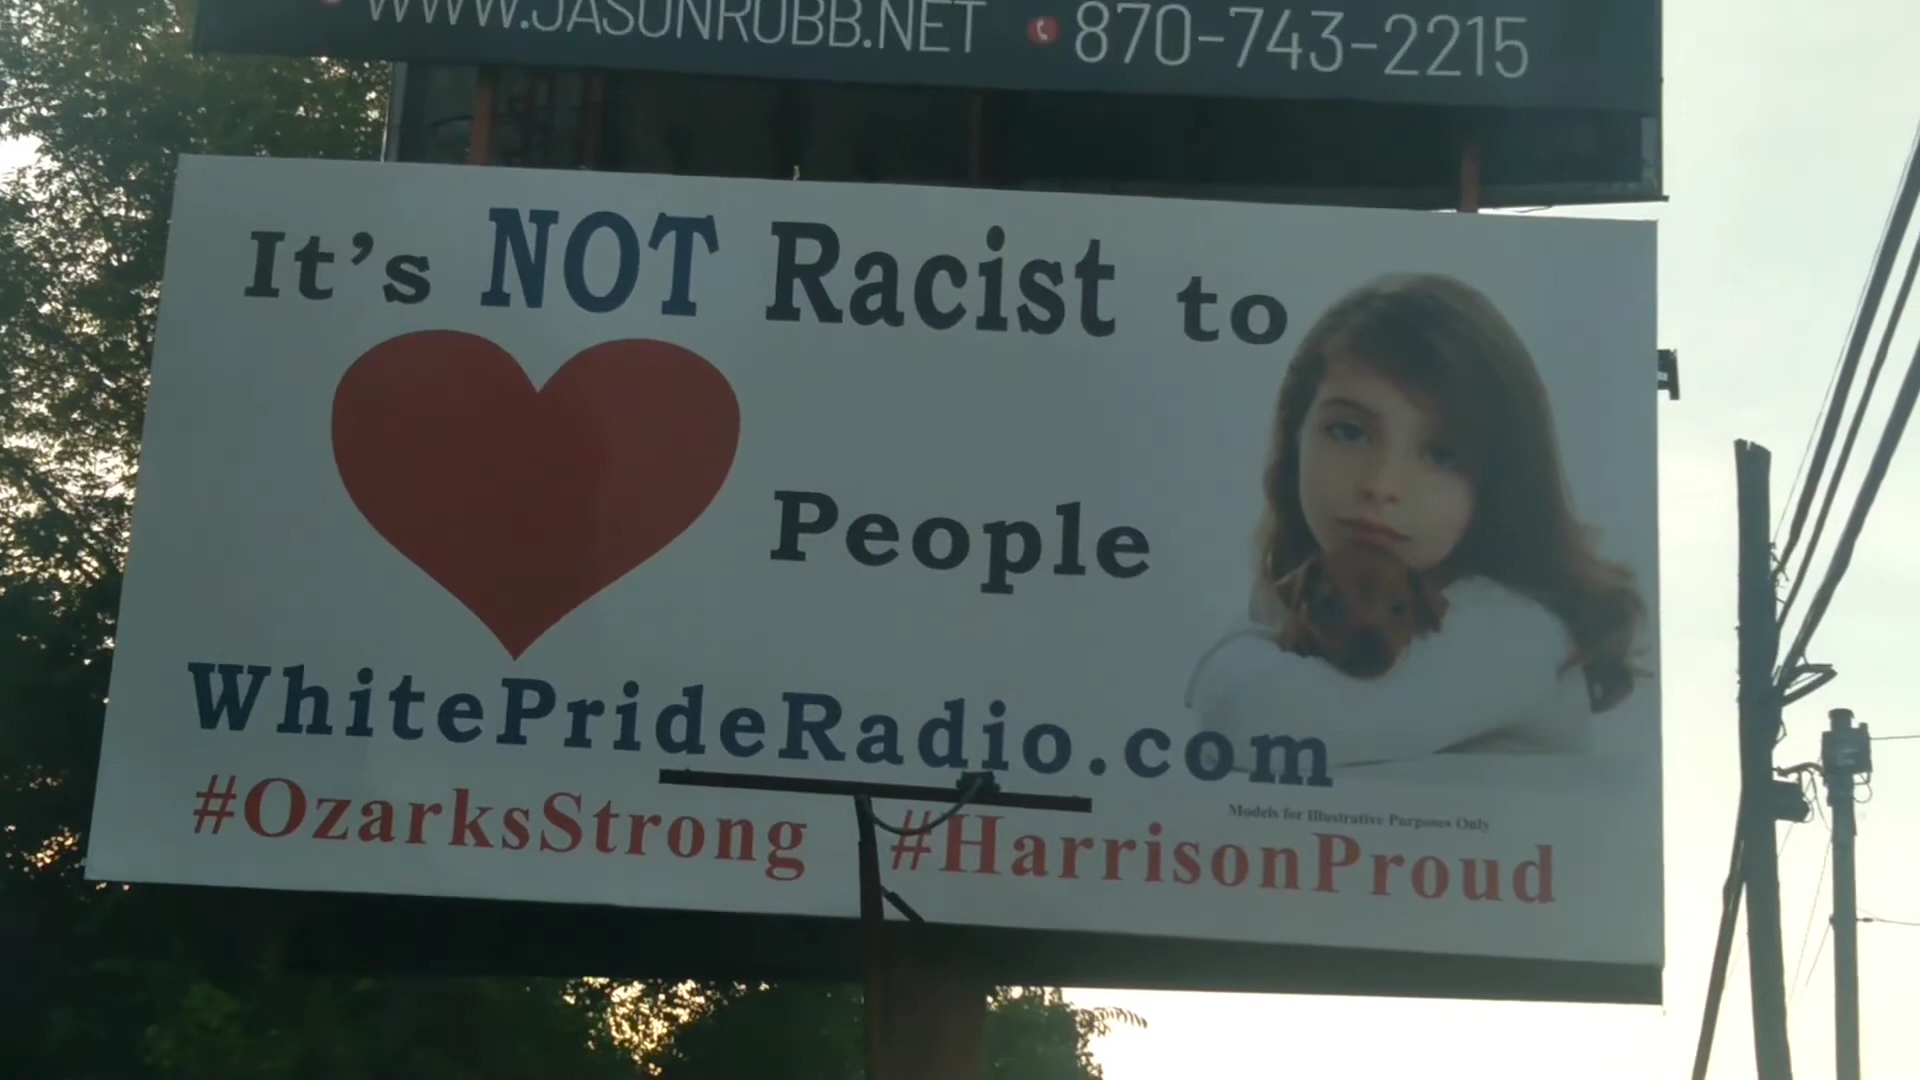 WWW.JASONROBB.NET 870-743-2215
It's NOT Racist to
People
WhitePrideRadio.com
Models for Illustrative Purposes Only
#OzarksStrong #HarrisonProud